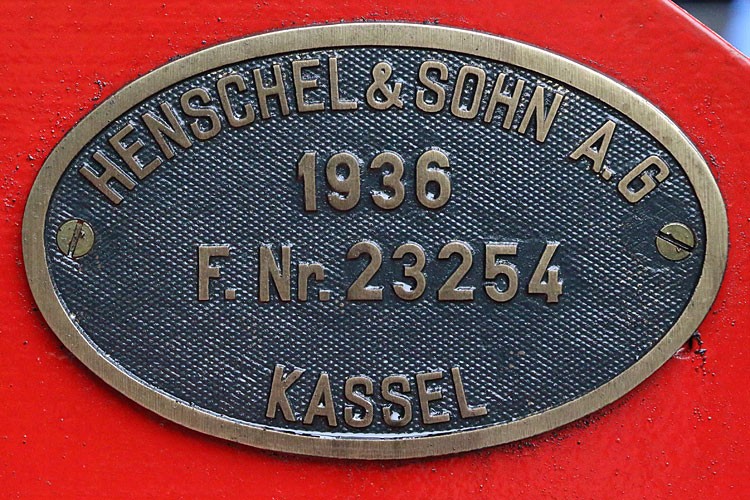 HENSCHEL & SOHN A.G
1936
F. Nr. 23254
KASSEL